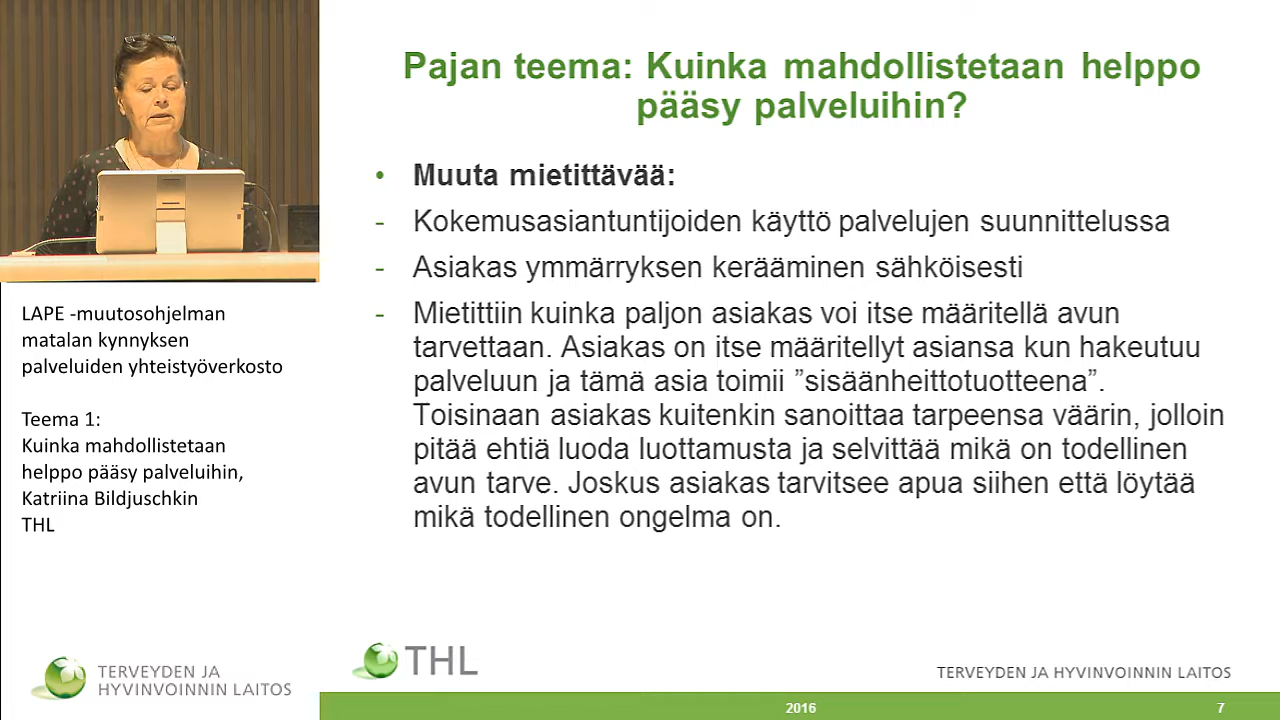 Pajan teema: Kuinka mahdollistetaan helppo
pääsy palveluihin?
• Muuta mietittävää:
- Kokemusasiantuntijoiden käyttö palvelujen suunnittelussa
- Asiakas ymmärryksen kerääminen sähköisesti
- Mietittiin kuinka paljon asiakas voi itse määritellä avun
tarvettaan. Asiakas on itse määritellyt asiansa kun hakeutuu
palveluun ja tämä asia toimii ”sisäänheittotuotteena”.
Toisinaan asiakas kuitenkin sanoittaa tarpeensa väärin, jolloin
pitää ehtiä luoda luottamusta ja selvittää mikä on todellinen
avun tarve. Joskus asiakas tarvitsee apua siihen että löytää
mikä todellinen ongelma on.
LAPE -muutosohjelman
matalan kynnyksen
palveluiden yhteistyöverkosto
Teema 1:
Kuinka mahdollistetaan
helppo pääsy palveluihin,
Katriina Bildjuschkin
THL
TERVEYDEN JA
HYVINVOINNIN LAITOS
THL
TERVEYDEN JA HYVINVOINNIN LAITOS
2016
7